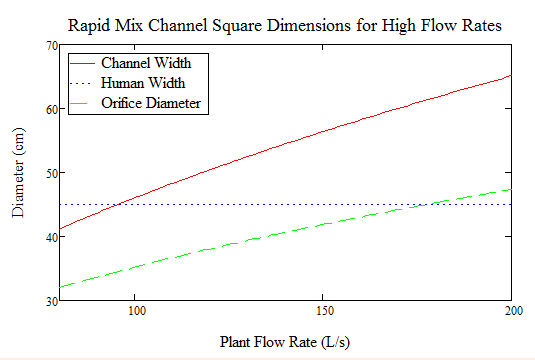 Rapid Mix Channel Square Dimensions for High Flow Rates
70
Channel Width
Human Width
Orifice Diameter
60
50
40
30
Diameter (cm)
100
150
200
Plant Flow Rate (L/s)